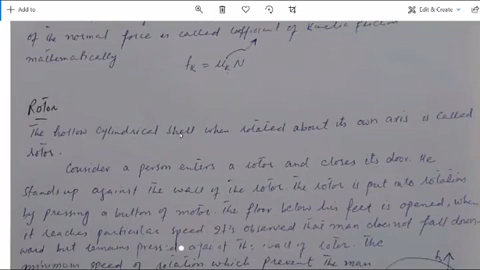 Add to
Edit & Create
of the normal force is called coefficient of kinetic friction
mathematically
fk = μk N
Rotor
The hollow cylindrical shell when rotated about its own axis is called
rotor.
Consider a person enters a rotor and closes its door. He
stands up against the wall of the rotor the rotor is put into rotation
by pressing a button of motor. The floor below his feet is opened, when
it reaches particular speed It's observed that man does not fall down
ward but remains against the wall of rotor. The
minimum speed of rotation which prevent the man